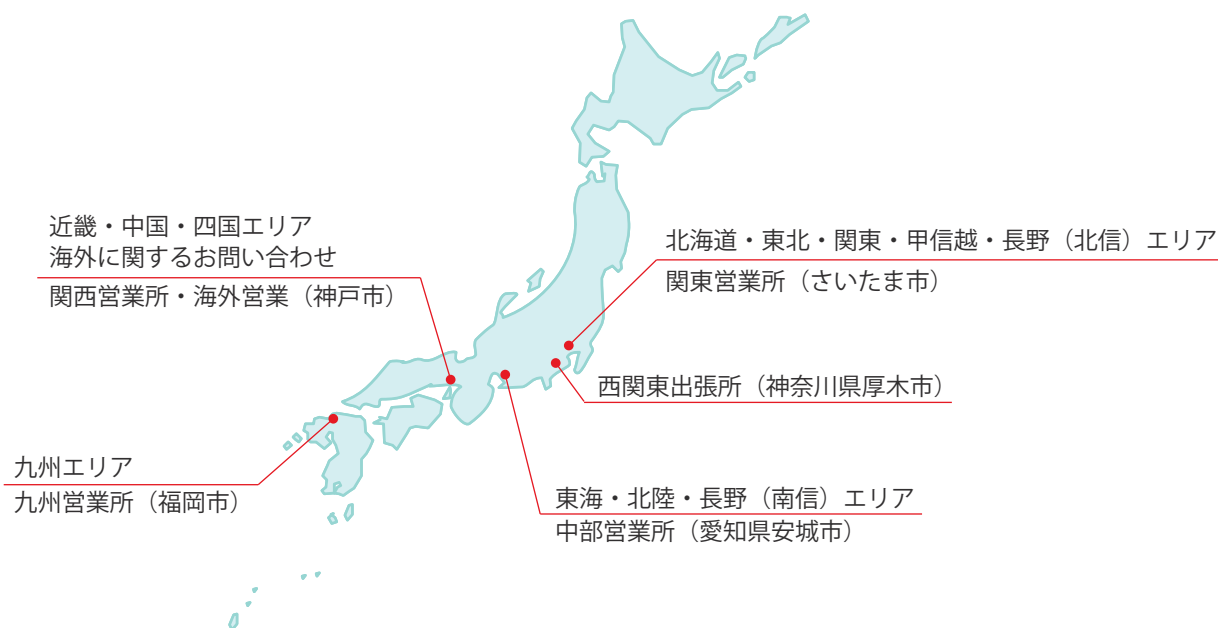 近畿・中国・四国エリア
海外に関するお問い合わせ
関西営業所・海外営業（神戸市）
北海道・東北・関東・甲信越・長野（北信）エリア
関東営業所（さいたま市）
西関東出張所（神奈川県厚木市）
九州エリア
九州営業所（福岡市）
東海・北陸・長野（南信）エリア
中部営業所（愛知県安城市）